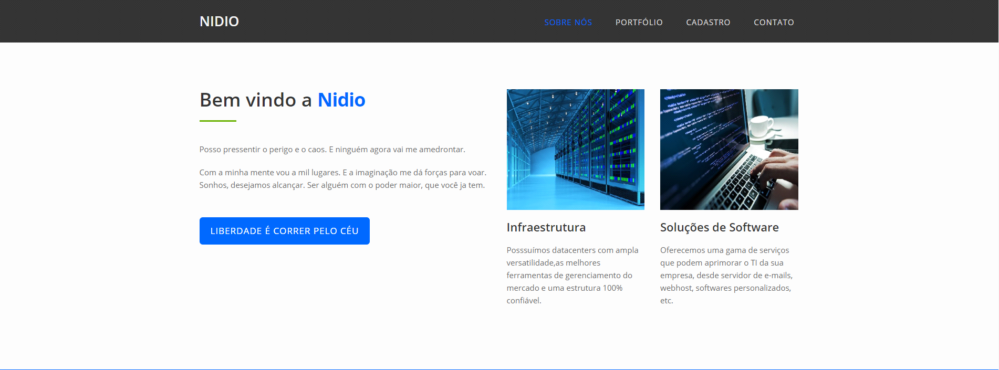 NIDIO
SOBRE NÓS
PORTFÓLIO
CADASTRO
CONTATO
Bem vindo a Nidio
Posso pressentir o perigo e o caos. E ninguém agora vai me amedrontar.
Com a minha mente vou a mil lugares. E a imaginação me dá forças para voar.
Sonhos, desejamos alcançar. Ser alguém com o poder maior, que você ja tem.
LIBERDADE É CORRER PELO CÉU
Infraestrutura
Posssuímos datacenters com ampla
versatilidade,as melhores
ferramentas de gerenciamento do
mercado e uma estrutura 100%
confiável.
Soluções de Software
Oferecemos uma gama de serviços
que podem aprimorar o TI da sua
empresa, desde servidor de e-mails,
webhost, softwares personalizados,
etc.